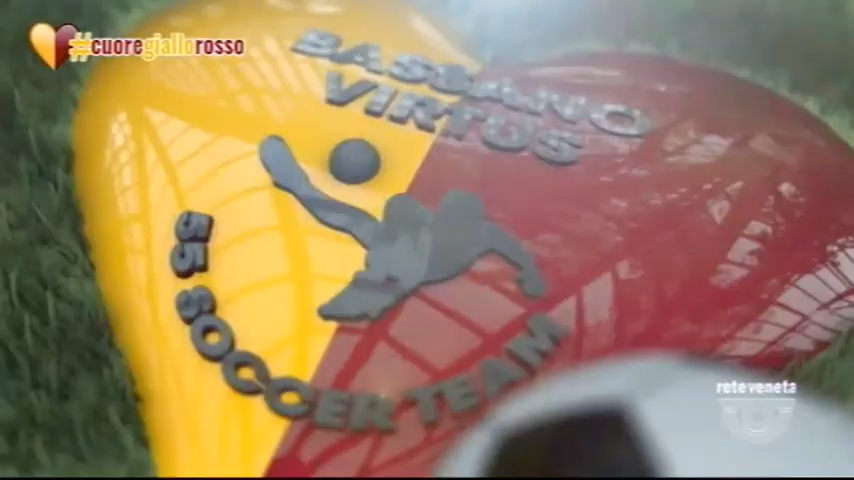 #cuoregiallorosso
BASSANO
VIRTUS
55 SOCCER TEAM
reteveneta